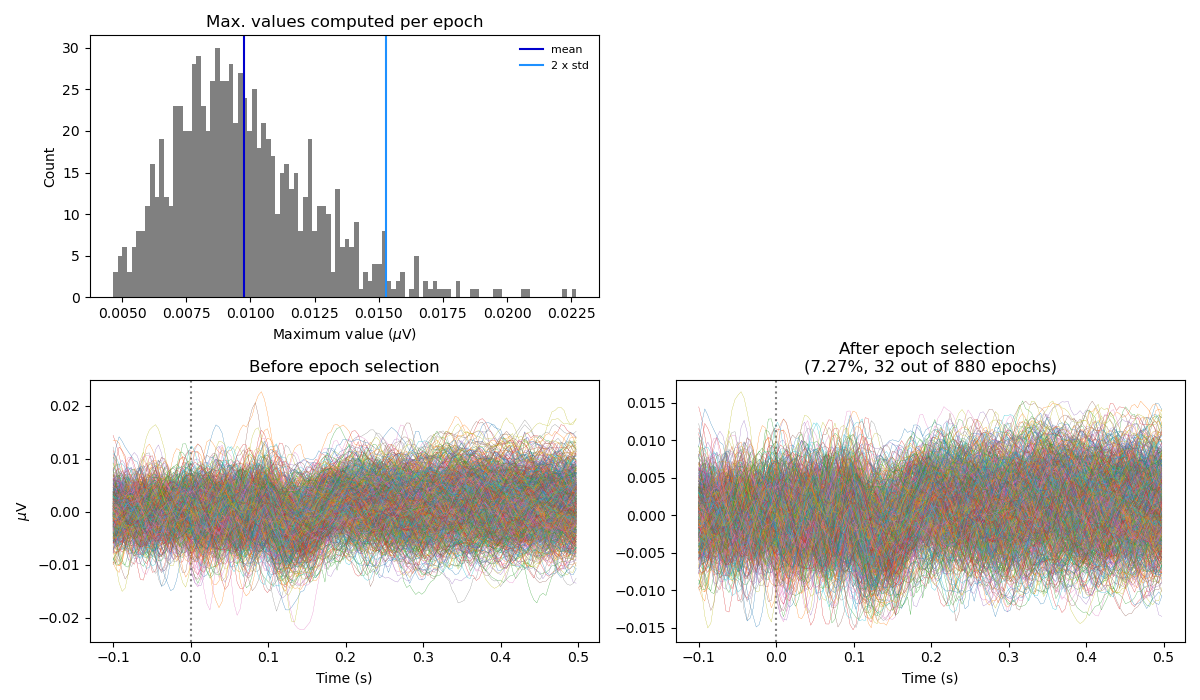 Max. values computed per epoch
30
25
20
15
10
5
0
Count
mean
2 x std
0.0050 0.0075 0.0100 0.0125 0.0150 0.0175 0.0200 0.0225
Maximum value (μV)
Before epoch selection
0.02
0.01
0.00
−0.01
−0.02
μV
−0.1 0.0 0.1 0.2 0.3 0.4 0.5
Time (s)
After epoch selection
(7.27%, 32 out of 880 epochs)
0.015
0.010
0.005
0.000
−0.005
−0.010
−0.015
−0.1 0.0 0.1 0.2 0.3 0.4 0.5
Time (s)